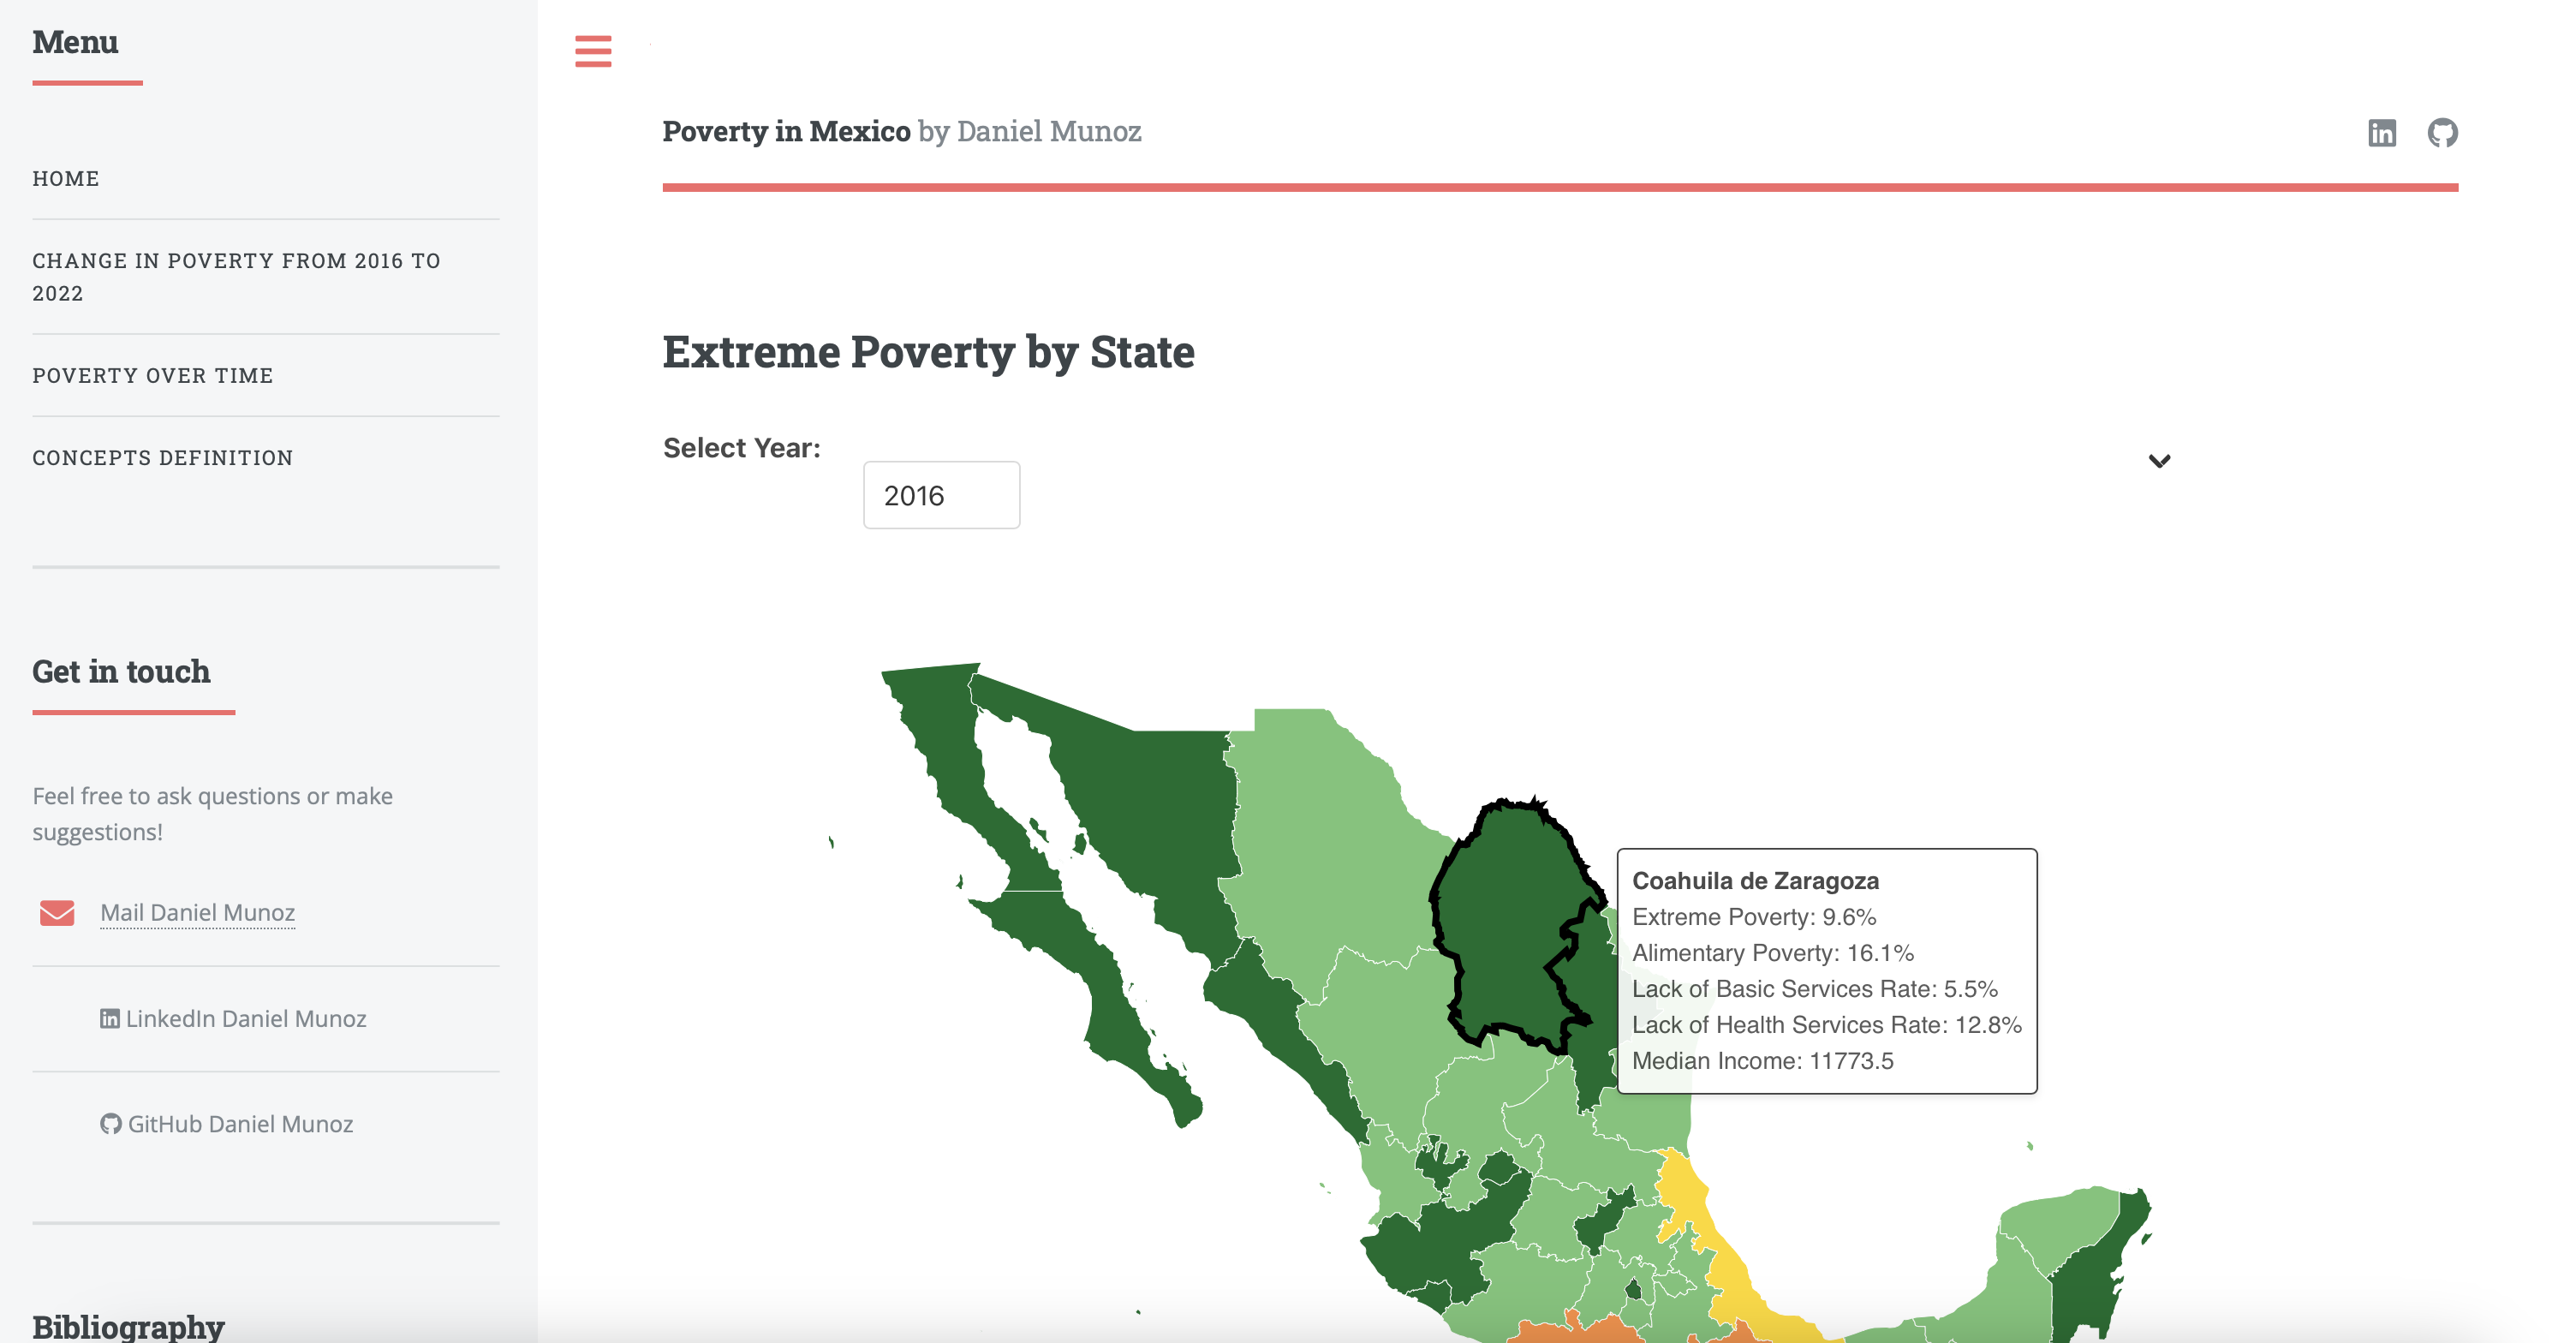 Menu
HOME
CHANGE IN POVERTY FROM 2016 TO
2022
POVERTY OVER TIME
CONCEPTS DEFINITION
Get in touch
Feel free to ask questions or make
suggestions!
Mail Daniel Munoz
LinkedIn Daniel Munoz
GitHub Daniel Munoz
Bibliography
Poverty in Mexico by Daniel Munoz
Extreme Poverty by State
Select Year:
2016
Coahuila de Zaragoza
Extreme Poverty: 9.6%
Alimentary Poverty: 16.1%
Lack of Basic Services Rate: 5.5%
Lack of Health Services Rate: 12.8%
Median Income: 11773.5